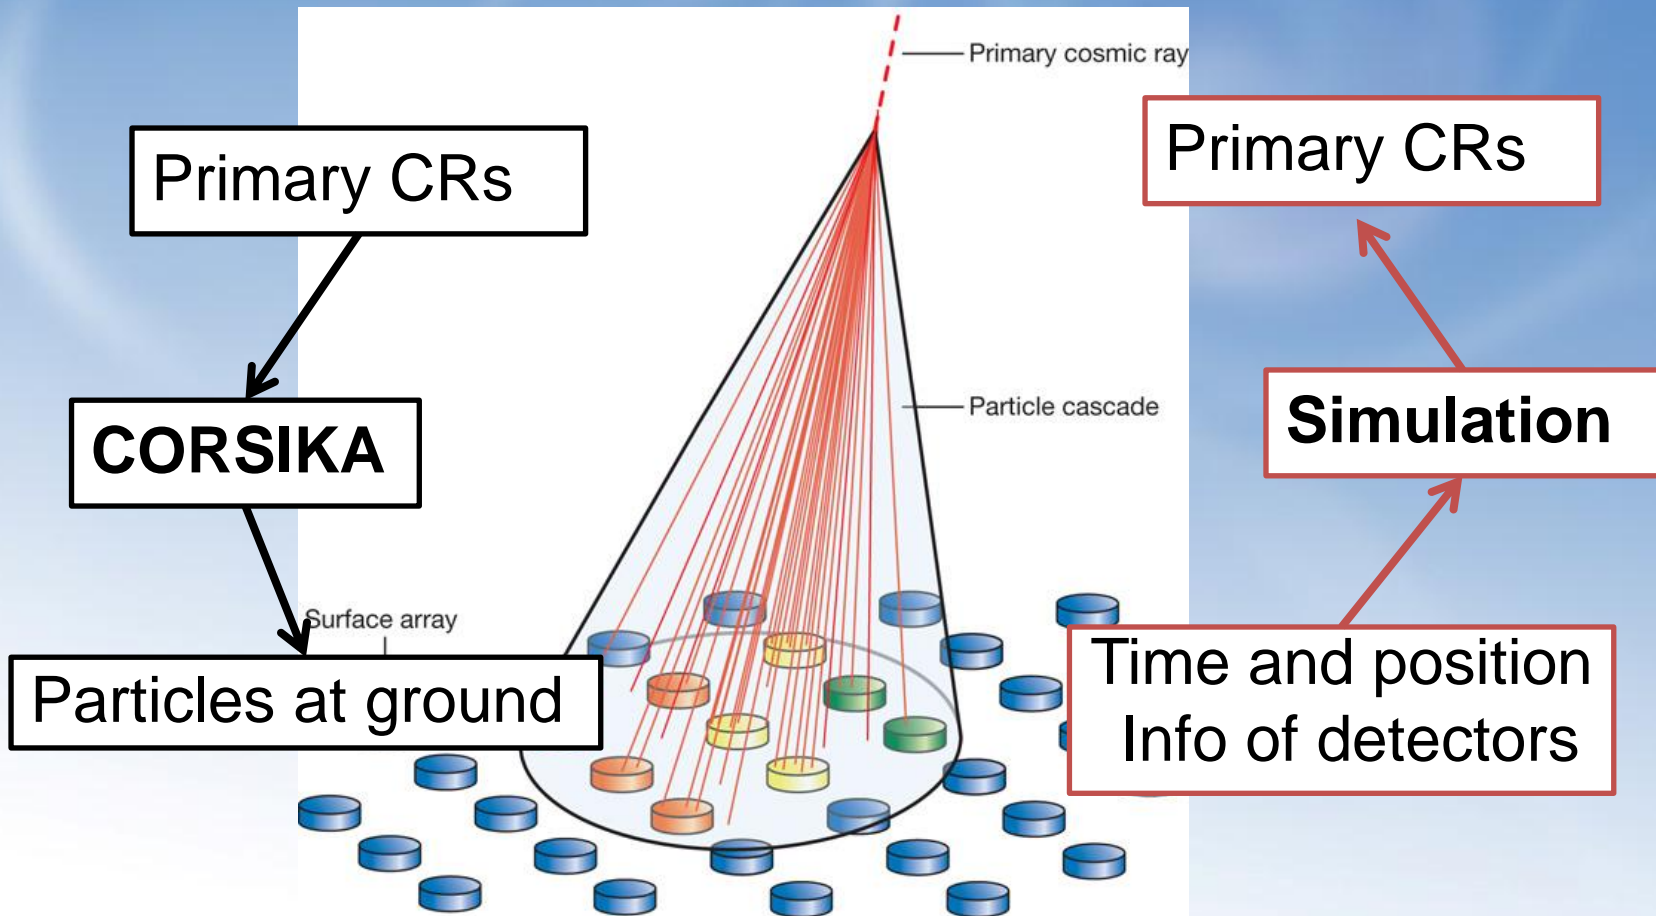 Primary cosmic ray
Primary CRs
Primary CRs
Particle cascade
CORSIKA
Simulation
Surface array
Particles at ground
Time and position
Info of detectors